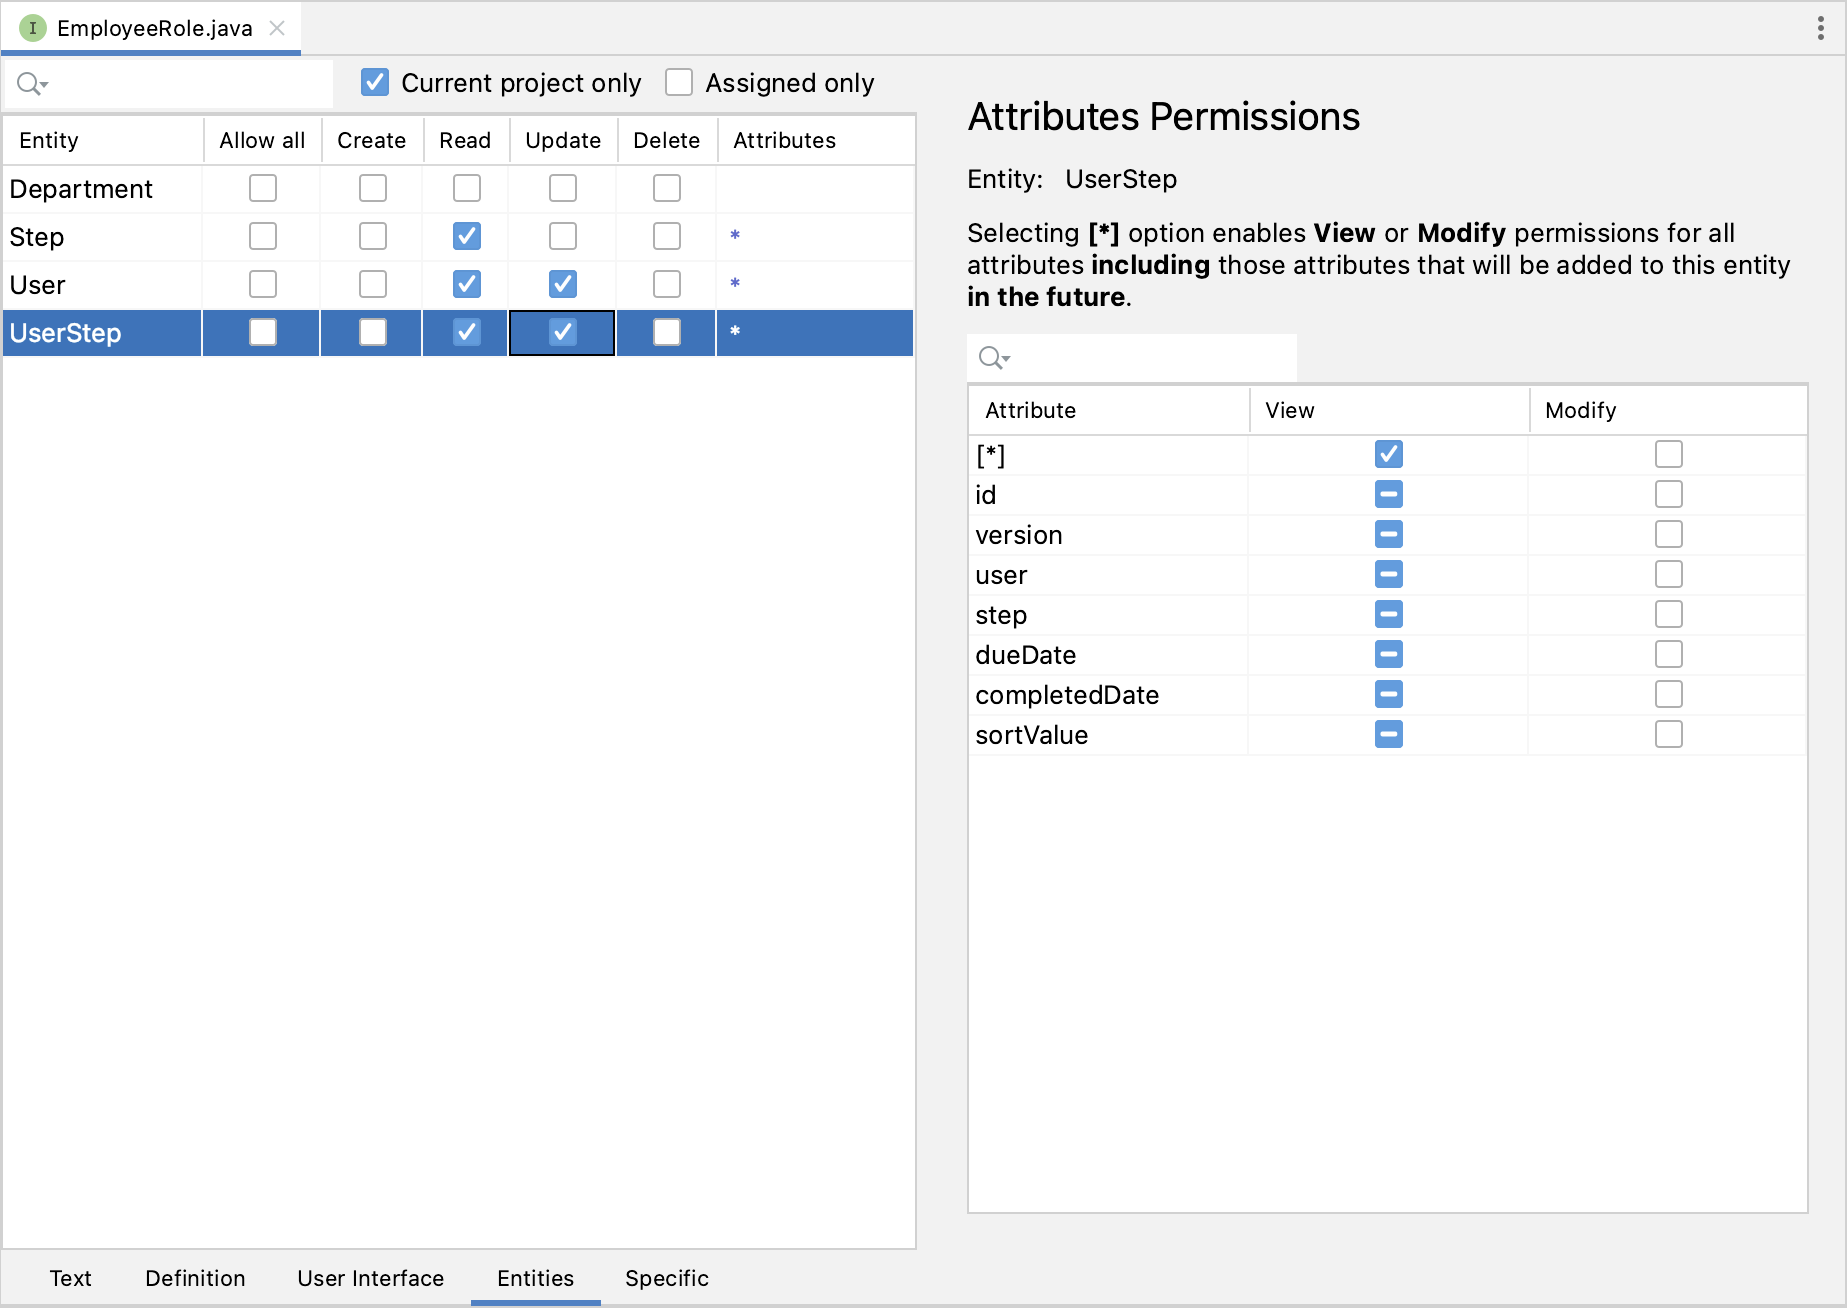 I EmployeeRole.java
Current project only Assigned only
Entity Allow all Create Read Update Delete Attributes
Department
Step *
User *
UserStep *
Attributes Permissions
Entity: UserStep
Selecting [*] option enables View or Modify permissions for all
attributes including those attributes that will be added to this entity
in the future.
Attribute View Modify
[*]
id
version
user
step
dueDate
completedDate
sortValue
Text Definition User Interface Entities Specific